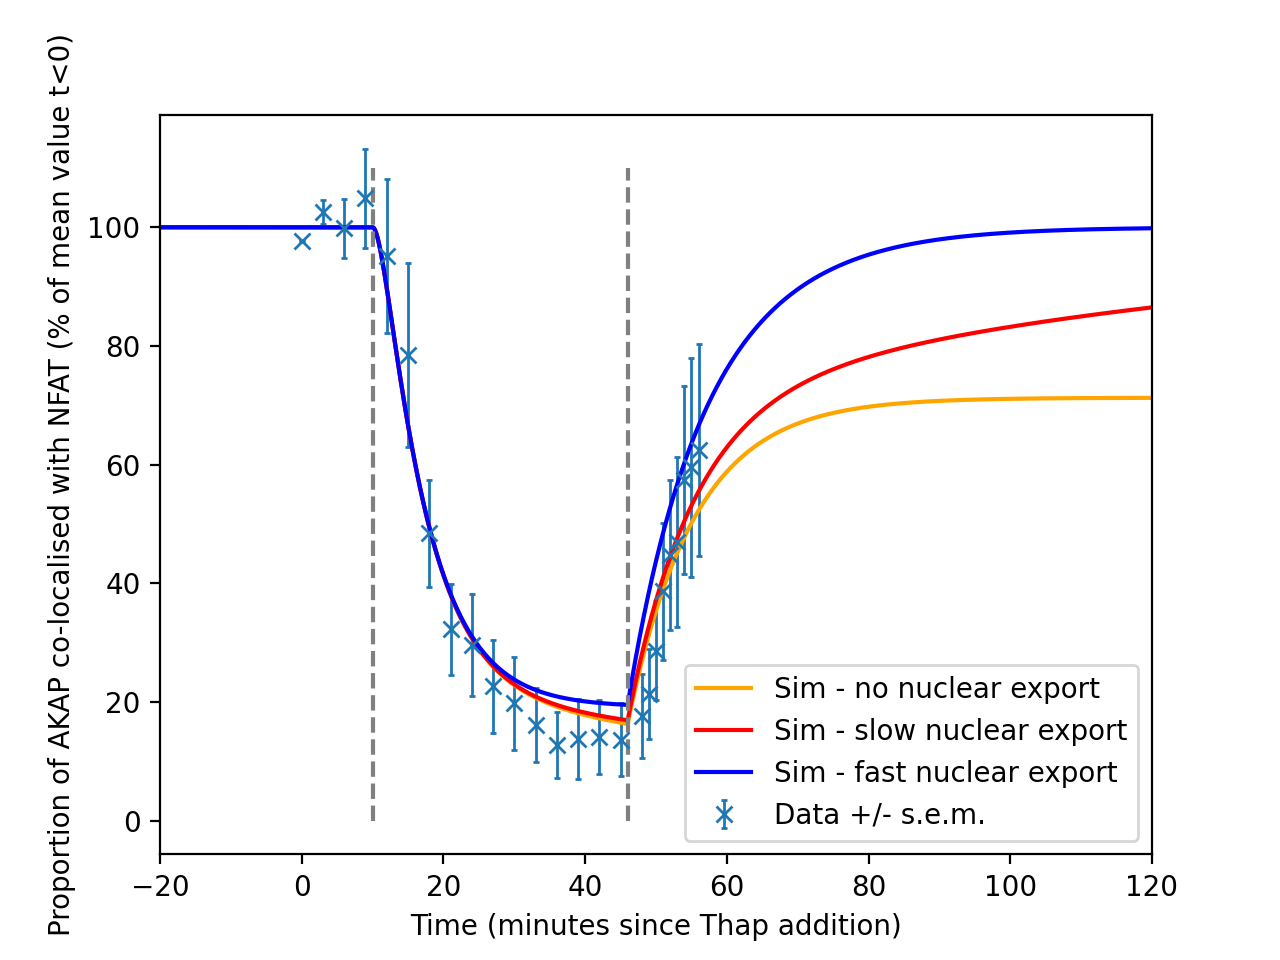 Proportion of AKAP co-localised with NFAT (% of mean value t<0)
100
80
60
40
20
0
−20
0
20
40
60
80
100
120
Time (minutes since Thap addition)
Sim - no nuclear export
Sim - slow nuclear export
Sim - fast nuclear export
Data +/- s.e.m.